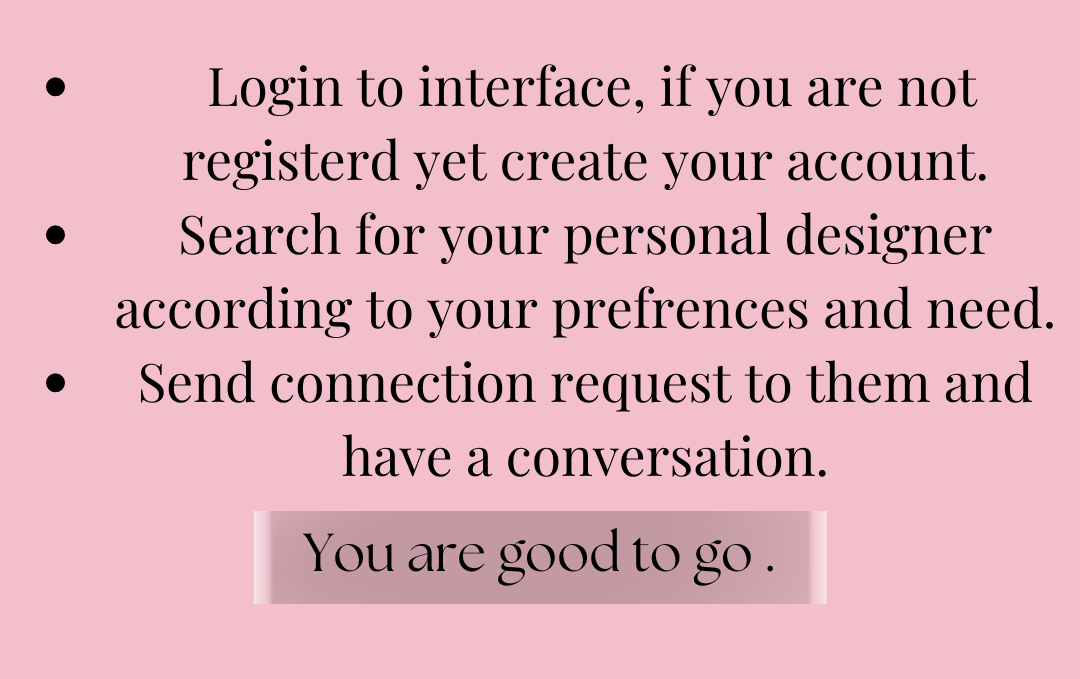 • Login to interface, if you are not
registerd yet create your account.
• Search for your personal designer
according to your prefrences and need.
• Send connection request to them and
have a conversation.
You are good to go .